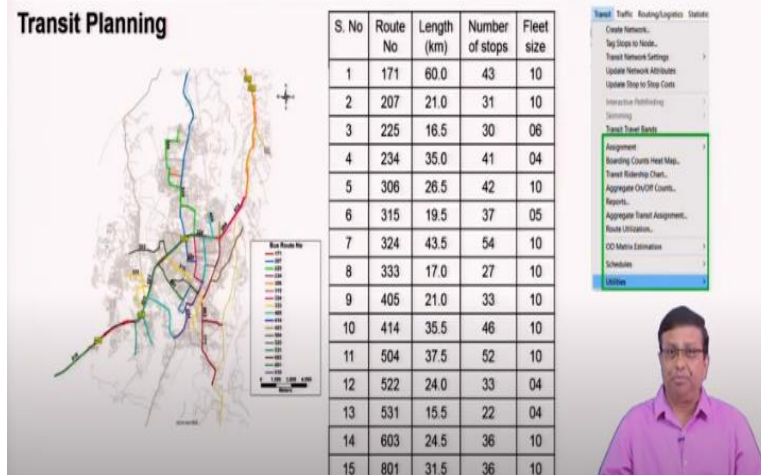 Transit Planning
S. No Route No Length (km) Number of stops Fleet size
1 171 60.0 43 10
2 207 21.0 31 10
3 225 16.5 30 06
4 234 35.0 41 04
5 306 26.5 42 10
6 315 19.5 37 05
7 324 43.5 54 10
8 333 17.0 27 10
9 405 21.0 33 10
10 414 35.5 46 10
11 504 37.5 52 10
12 522 24.0 33 04
13 531 15.5 22 04
14 603 24.5 36 10
15 801 31.5 36 10
Bus Route No
Transit Traffic Routing/Logistics Statistic
Create Network...
Tag Stops to Node...
Transit Network Settings
Update Network Attributes
Update Stop to Stop Costs
Interactive Pathfinding
Skimming
Transit Travel Bands
Assignment
Boarding Counts Heat Map...
Transit Ridership Chart...
Aggregate On/Off Counts...
Reports...
Aggregate Transit Assignment...
Route Utilization...
OD Matrix Estimation
Schedules
Utilities